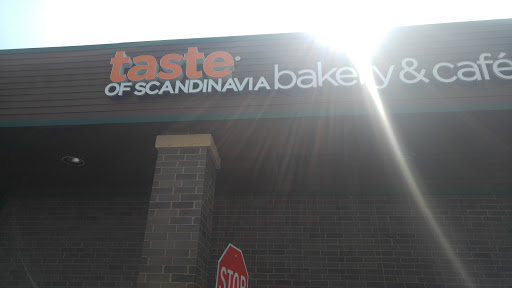 taste
OF SCANDINAVIA bakery & café
STOP